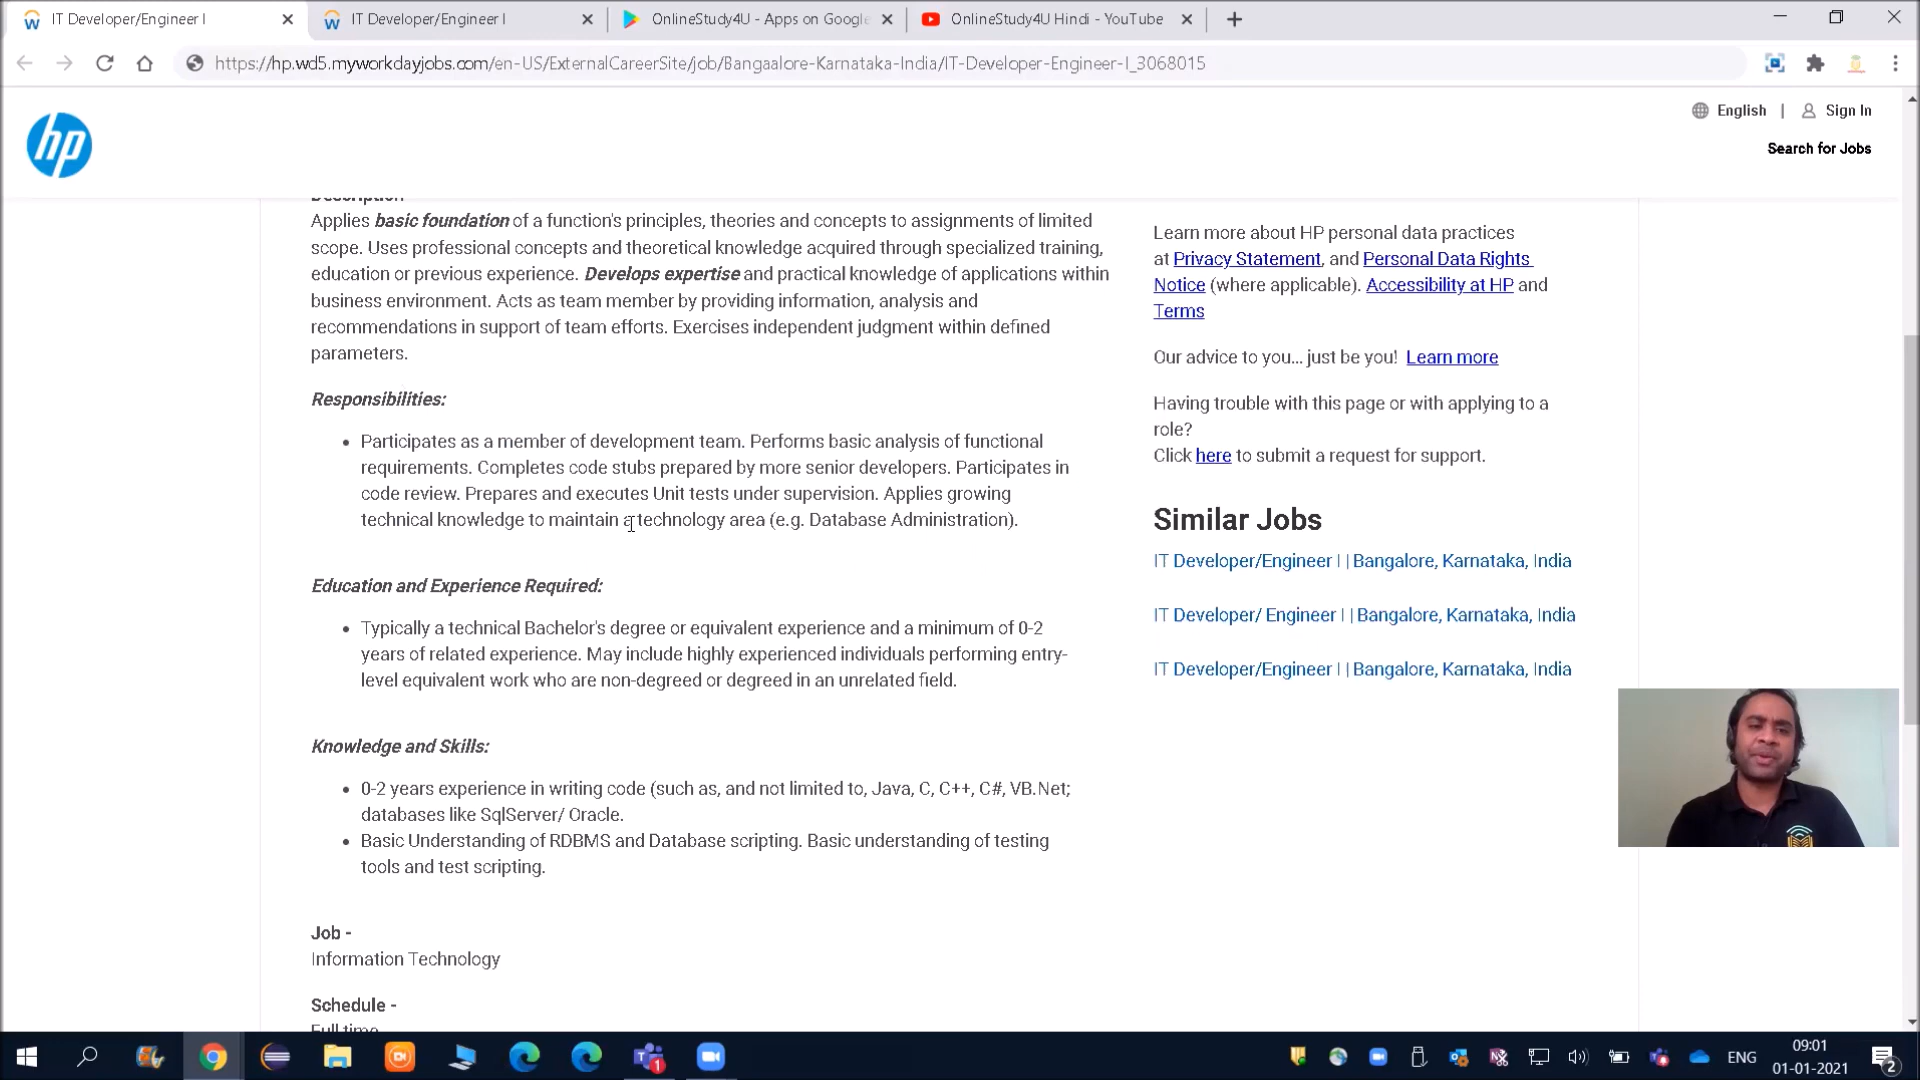 IT Developer/Engineer I
IT Developer/Engineer I
OnlineStudy4U - Apps on Google
OnlineStudy4U Hindi - YouTube
https://hp.wd5.myworkdayjobs.com/en-US/ExternalCareerSite/job/Bangaalore-Karnataka-India/IT-Developer-Engineer-I_3068015
hp
English | Sign In
Search for Jobs
Description
Applies basic foundation of a function's principles, theories and concepts to assignments of limited
scope. Uses professional concepts and theoretical knowledge acquired through specialized training,
education or previous experience. Develops expertise and practical knowledge of applications within
business environment. Acts as team member by providing information, analysis and
recommendations in support of team efforts. Exercises independent judgment within defined
parameters.
Responsibilities:
• Participates as a member of development team. Performs basic analysis of functional
requirements. Completes code stubs prepared by more senior developers. Participates in
code review. Prepares and executes Unit tests under supervision. Applies growing
technical knowledge to maintain a technology area (e.g. Database Administration).
Education and Experience Required:
• Typically a technical Bachelor's degree or equivalent experience and a minimum of 0-2
years of related experience. May include highly experienced individuals performing entry-
level equivalent work who are non-degreed or degreed in an unrelated field.
Knowledge and Skills:
• 0-2 years experience in writing code (such as, and not limited to, Java, C, C++, C#, VB.Net;
databases like SqlServer/ Oracle.
• Basic Understanding of RDBMS and Database scripting. Basic understanding of testing
tools and test scripting.
Job -
Information Technology
Schedule -
Full time
Learn more about HP personal data practices
at Privacy Statement, and Personal Data Rights
Notice (where applicable). Accessibility at HP and
Terms
Our advice to you... just be you! Learn more
Having trouble with this page or with applying to a
role?
Click here to submit a request for support.
Similar Jobs
IT Developer/Engineer I | Bangalore, Karnataka, India
IT Developer/ Engineer I | Bangalore, Karnataka, India
IT Developer/Engineer I | Bangalore, Karnataka, India
ENG
09:01
01-01-2021
2
1